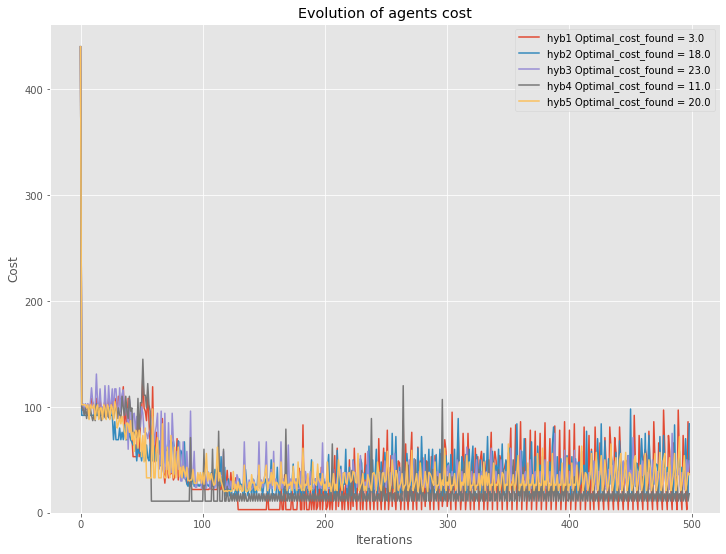 Evolution of agents cost
hyb1 Optimal_cost_found = 3.0
hyb2 Optimal_cost_found = 18.0
hyb3 Optimal_cost_found = 23.0
hyb4 Optimal_cost_found = 11.0
hyb5 Optimal_cost_found = 20.0
Cost
400
300
200
100
0
0 100 200 300 400 500
Iterations